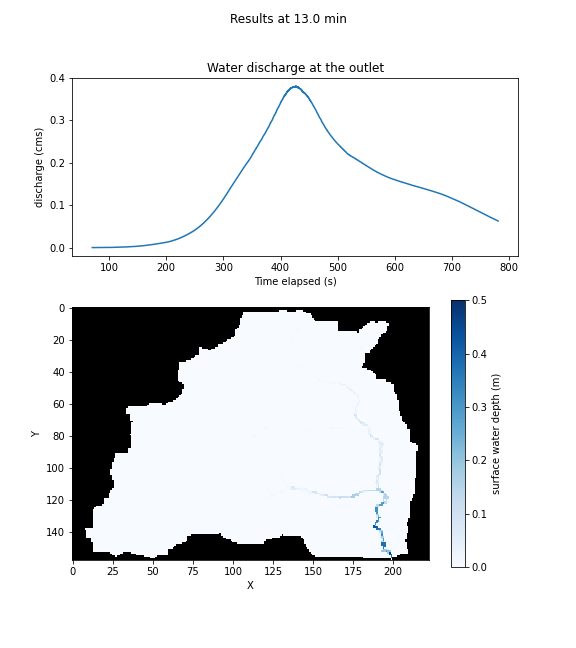 Results at 13.0 min
Water discharge at the outlet
0.4
0.3
0.2
0.1
0.0
discharge (cms)
100 200 300 400 500 600 700 800
Time elapsed (s)
0
20
40
60
80
100
120
140
Y
0 25 50 75 100 125 150 175 200
X
0.5
0.4
0.3
0.2
0.1
0.0
surface water depth (m)